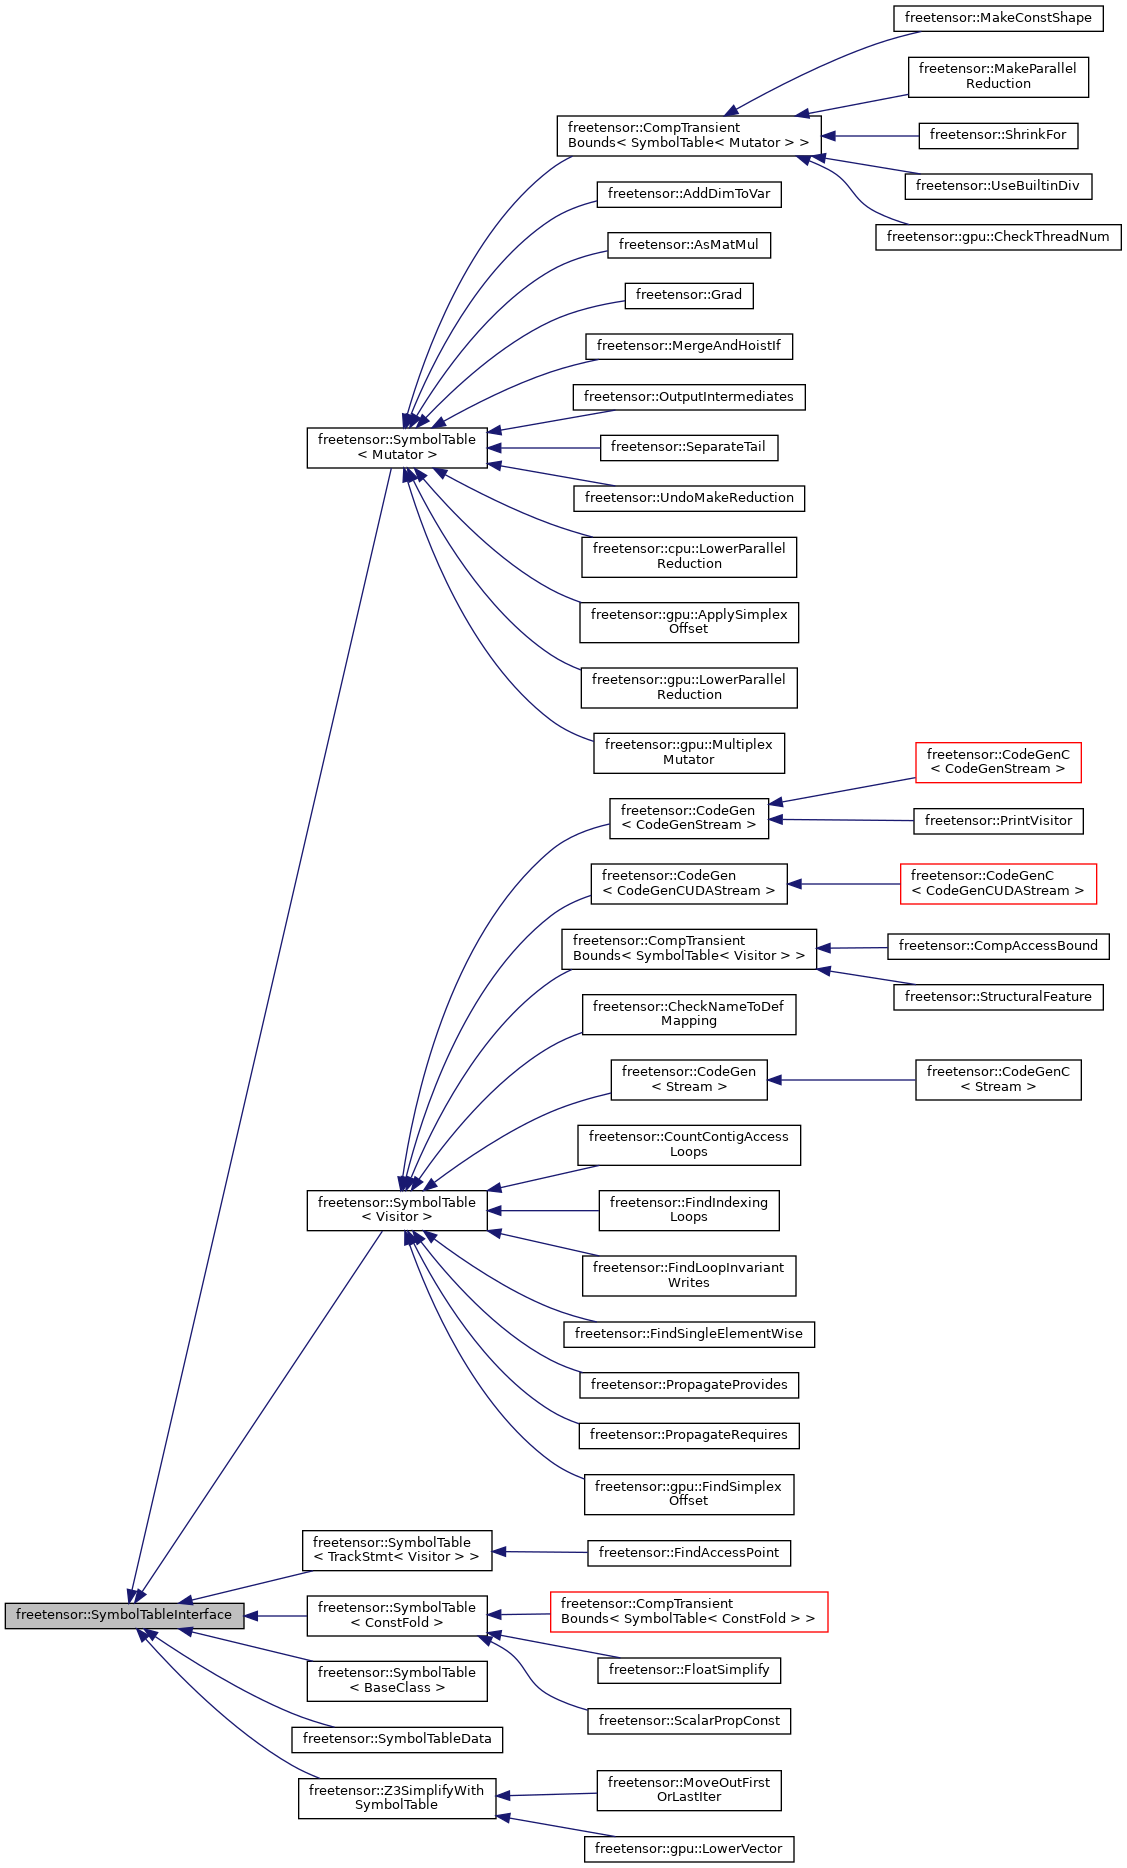 freetensor::MakeConstShape
freetensor::MakeParallel
Reduction
freetensor::CompTransient
Bounds< SymbolTable< Mutator > >
freetensor::ShrinkFor
freetensor::UseBuiltinDiv
freetensor::AddDimToVar
freetensor::gpu::CheckThreadNum
freetensor::AsMatMul
freetensor::Grad
freetensor::MergeAndHoistIf
freetensor::OutputIntermediates
freetensor::SymbolTable
< Mutator >
freetensor::SeparateTail
freetensor::UndoMakeReduction
freetensor::cpu::LowerParallel
Reduction
freetensor::gpu::ApplySimplex
Offset
freetensor::gpu::LowerParallel
Reduction
freetensor::gpu::Multiplex
Mutator
freetensor::CodeGenC
< CodeGenStream >
freetensor::CodeGen
< CodeGenStream >
freetensor::PrintVisitor
freetensor::CodeGen
< CodeGenCUDAStream >
freetensor::CodeGenC
< CodeGenCUDAStream >
freetensor::CompTransient
Bounds< SymbolTable< Visitor > >
freetensor::CompAccessBound
freetensor::StructuralFeature
freetensor::CheckNameToDef
Mapping
freetensor::CodeGen
< Stream >
freetensor::CodeGenC
< Stream >
freetensor::CountContigAccess
Loops
freetensor::SymbolTable
< Visitor >
freetensor::FindIndexing
Loops
freetensor::FindLoopInvariant
Writes
freetensor::FindSingleElementWise
freetensor::PropagateProvides
freetensor::PropagateRequires
freetensor::gpu::FindSimplex
Offset
freetensor::SymbolTable
< TrackStmt< Visitor > >
freetensor::FindAccessPoint
freetensor::SymbolTableInterface
freetensor::SymbolTable
< ConstFold >
freetensor::CompTransient
Bounds< SymbolTable< ConstFold > >
freetensor::FloatSimplify
freetensor::SymbolTable
< BaseClass >
freetensor::ScalarPropConst
freetensor::SymbolTableData
freetensor::Z3SimplifyWith
SymbolTable
freetensor::MoveOutFirst
OrLastIter
freetensor::gpu::LowerVector